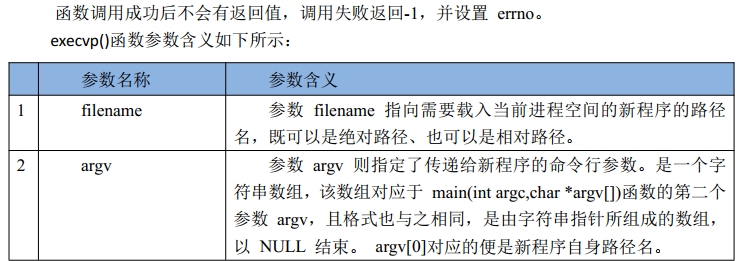 函数调用成功后不会有返回值，调用失败返回-1，并设置 errno。
execvp()函数参数含义如下所示：
参数名称 参数含义
1 filename 参数 filename 指向需要载入当前进程空间的新程序的路径
名，既可以是绝对路径、也可以是相对路径。
2 argv 参数 argv 则指定了传递给新程序的命令行参数。是一个字
符串数组，该数组对应于 main(int argc,char *argv[])函数的第二个
参数 argv，且格式也与之相同，是由字符串指针所组成的数组，
以 NULL 结束。 argv[0]对应的便是新程序自身路径名。